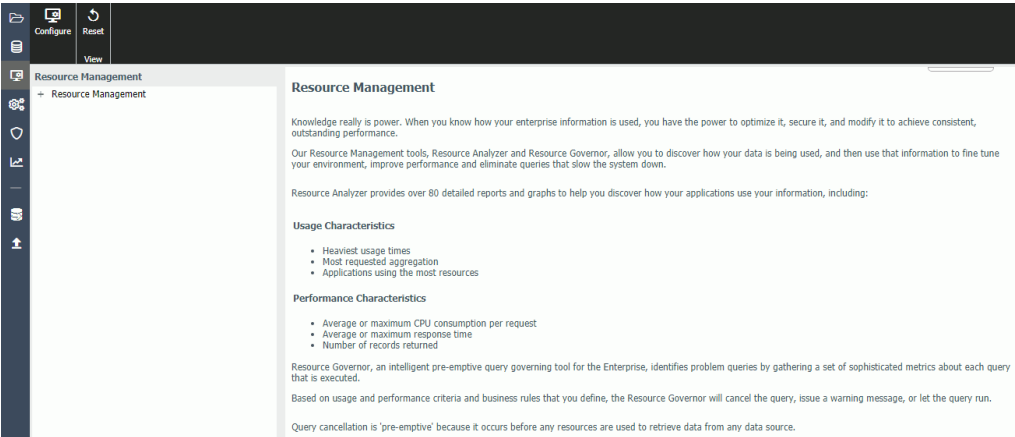 Configure
Reset
View
Resource Management
+ Resource Management
Resource Management
Knowledge really is power. When you know how your enterprise information is used, you have the power to optimize it, secure it, and modify it to achieve consistent,
outstanding performance.
Our Resource Management tools, Resource Analyzer and Resource Governor, allow you to discover how your data is being used, and then use that information to fine tune
your environment, improve performance and eliminate queries that slow the system down.
Resource Analyzer provides over 80 detailed reports and graphs to help you discover how your applications use your information, including:
Usage Characteristics
• Heaviest usage times
• Most requested aggregation
• Applications using the most resources
Performance Characteristics
• Average or maximum CPU consumption per request
• Average or maximum response time
• Number of records returned
Resource Governor, an intelligent pre-emptive query governing tool for the Enterprise, identifies problem queries by gathering a set of sophisticated metrics about each query
that is executed.
Based on usage and performance criteria and business rules that you define, the Resource Governor will cancel the query, issue a warning message, or let the query run.
Query cancellation is 'pre-emptive' because it occurs before any resources are used to retrieve data from any data source.